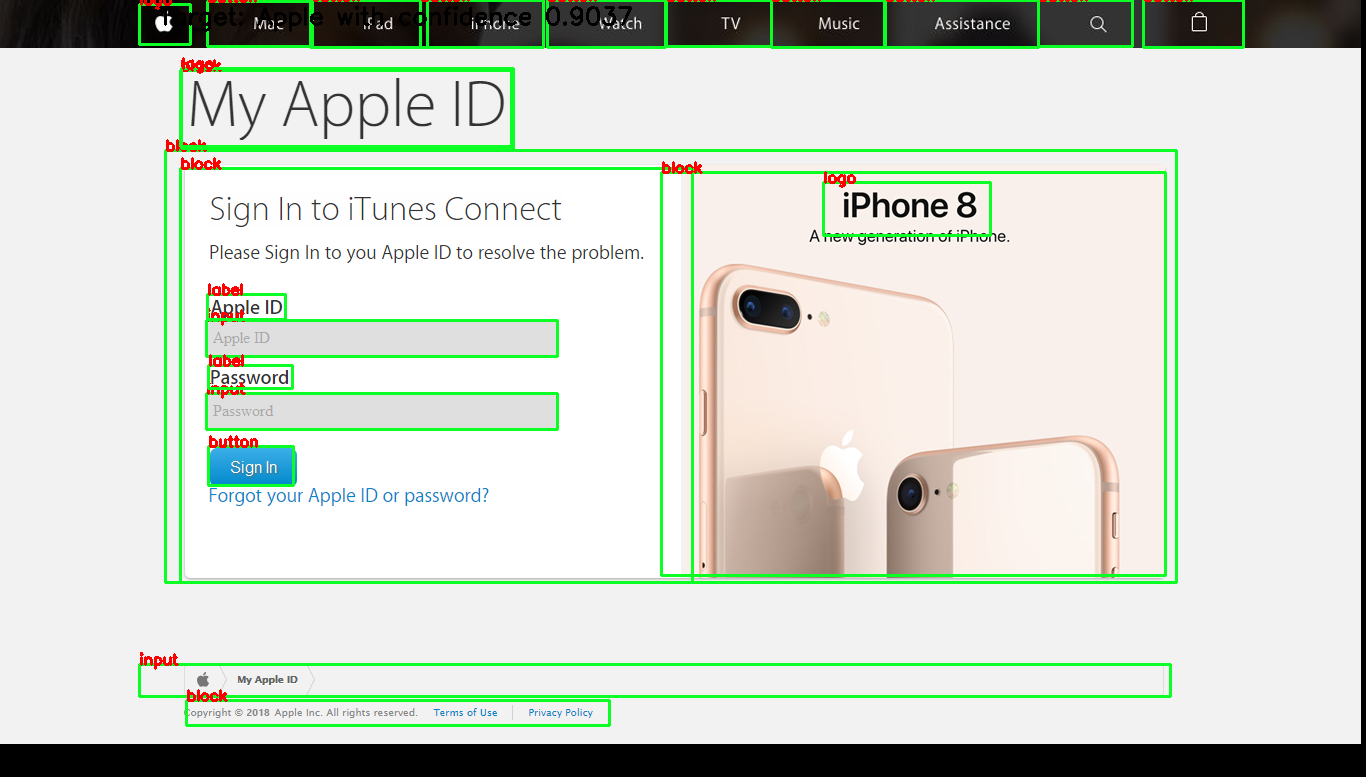 Target: Apple with confidence 0.9037
logo
Mac
iPad
iPhone
Watch
TV
Music
Assistance
logo
My Apple ID
block
block
Sign In to iTunes Connect
Please Sign In to you Apple ID to resolve the problem.
label
Apple ID
input
Apple ID
label
Password
input
Password
button
Sign In
Forgot your Apple ID or password?
block
logo
iPhone 8
A new generation of iPhone.
input
My Apple ID
block
Copyright © 2018 Apple Inc. All rights reserved. Terms of Use Privacy Policy